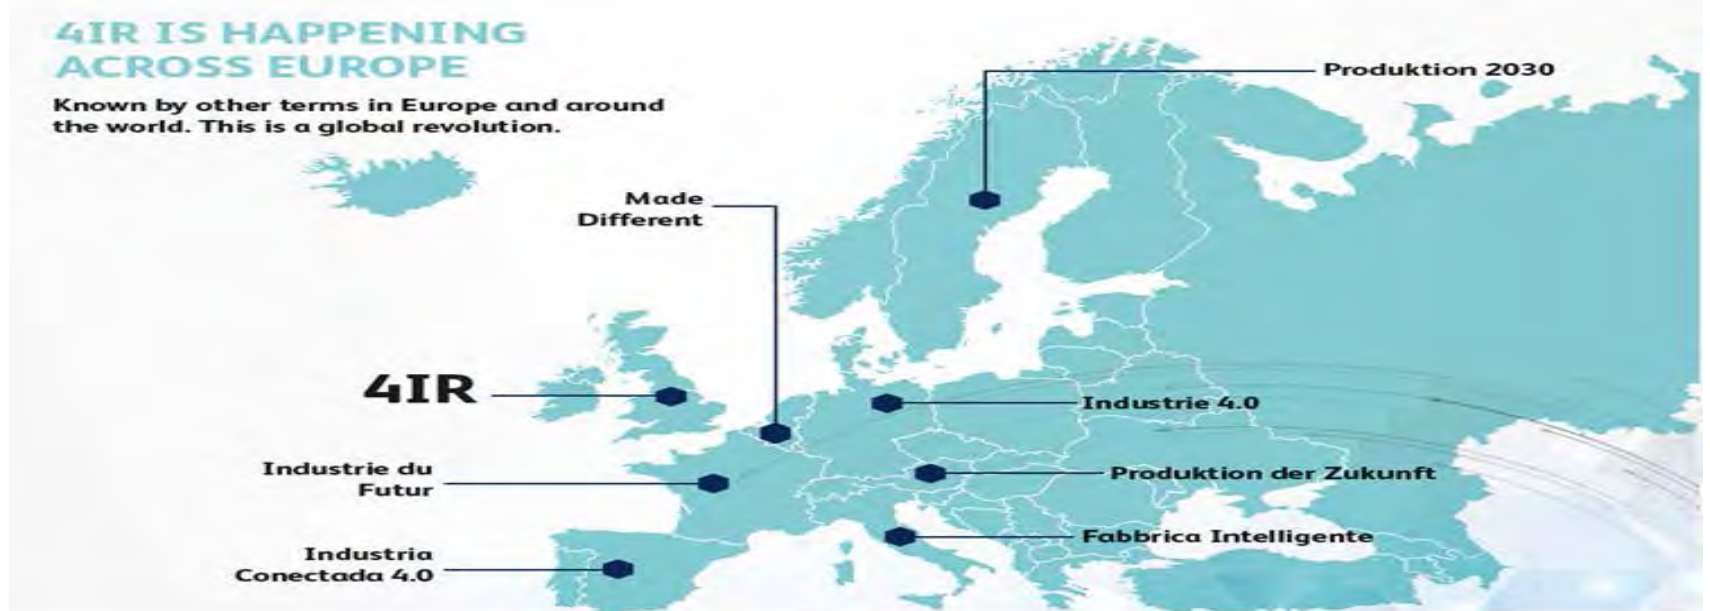 4IR IS HAPPENING
ACROSS EUROPE
Known by other terms in Europe and around
the world. This is a global revolution.
Produktion 2030
Made
Different
4IR
Industrie 4.0
Industrie du
Futur
Produktion der Zukunft
Fabbrica Intelligente
Industria
Conectada 4.0